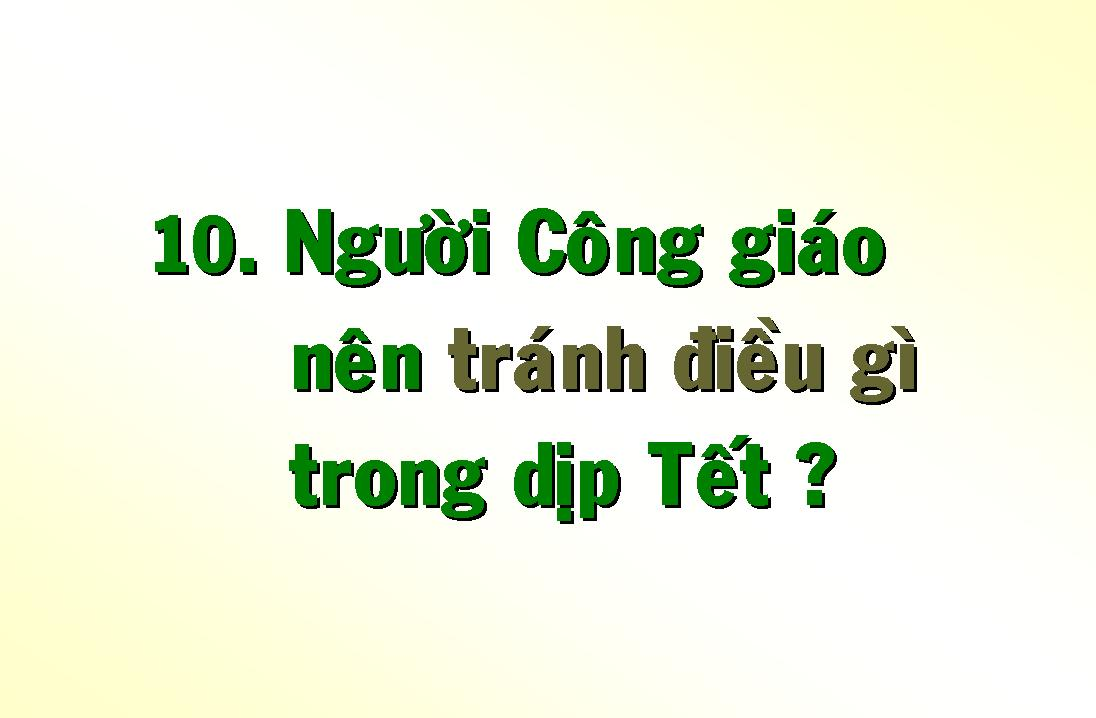 10. Người Công giáo
nên tránh điều gì
trong dịp Tết ?